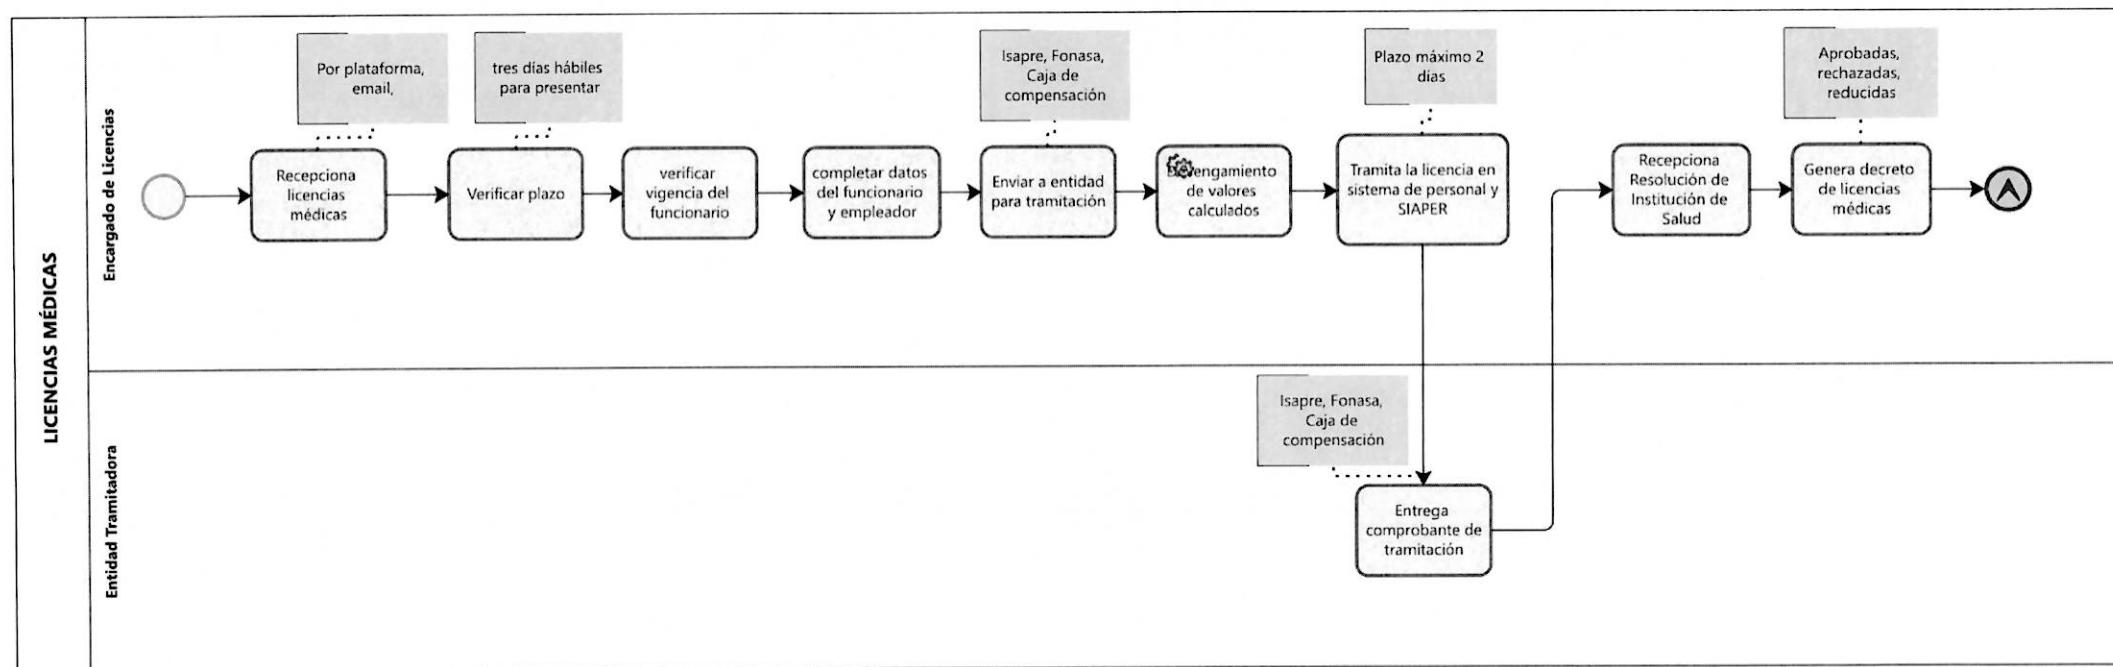 LICENCIAS MÉDICAS
Encargado de Licencias
Por plataforma,
email,
Recepciona
licencias
médicas
tres días hábiles
para presentar
Verificar plazo
verificar
vigencia del
funcionario
completar datos
del funcionario
y empleador
Isapre, Fonasa,
Caja de
compensación
Enviar a entidad
para tramitación
de valores
calculados
Plazo máximo 2
días
Tramita la licencia en
sistema de personal y
SIAPER
Recepciona
Resolución de
Institución de
Salud
Aprobadas,
rechazadas,
reducidas
Genera decreto
de licencias
médicas
Entidad Tramitadora
Isapre, Fonasa,
Caja de
compensación
Entrega
comprobante de
tramitación